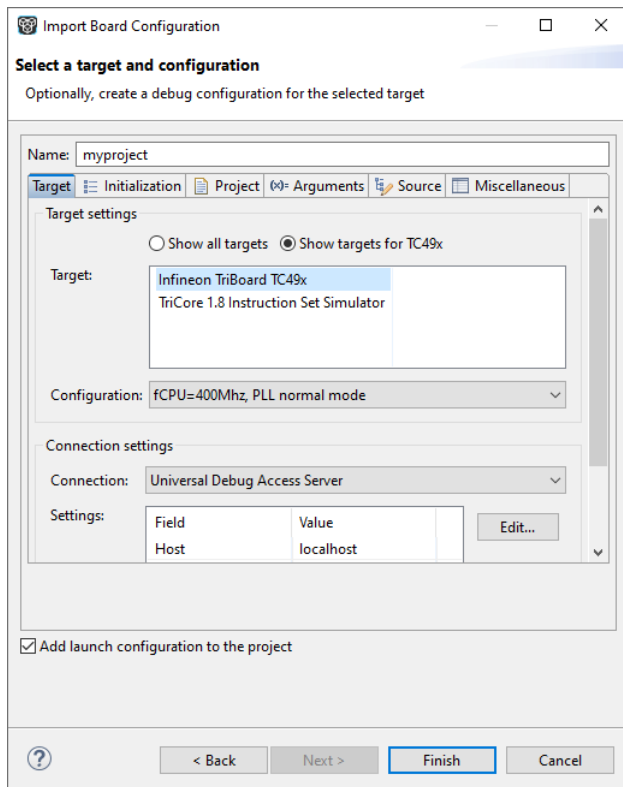 Import Board Configuration
Select a target and configuration
Optionally, create a debug configuration for the selected target
Name: myproject
Target Initialization Project (x)= Arguments Source Miscellaneous
Target settings
Show all targets Show targets for TC49x
Target: Infineon TriBoard TC49x
TriCore 1.8 Instruction Set Simulator
Configuration: fCPU=400Mhz, PLL normal mode
Connection settings
Connection: Universal Debug Access Server
Settings: Field Value Edit...
Host localhost
Add launch configuration to the project
? < Back Next > Finish Cancel